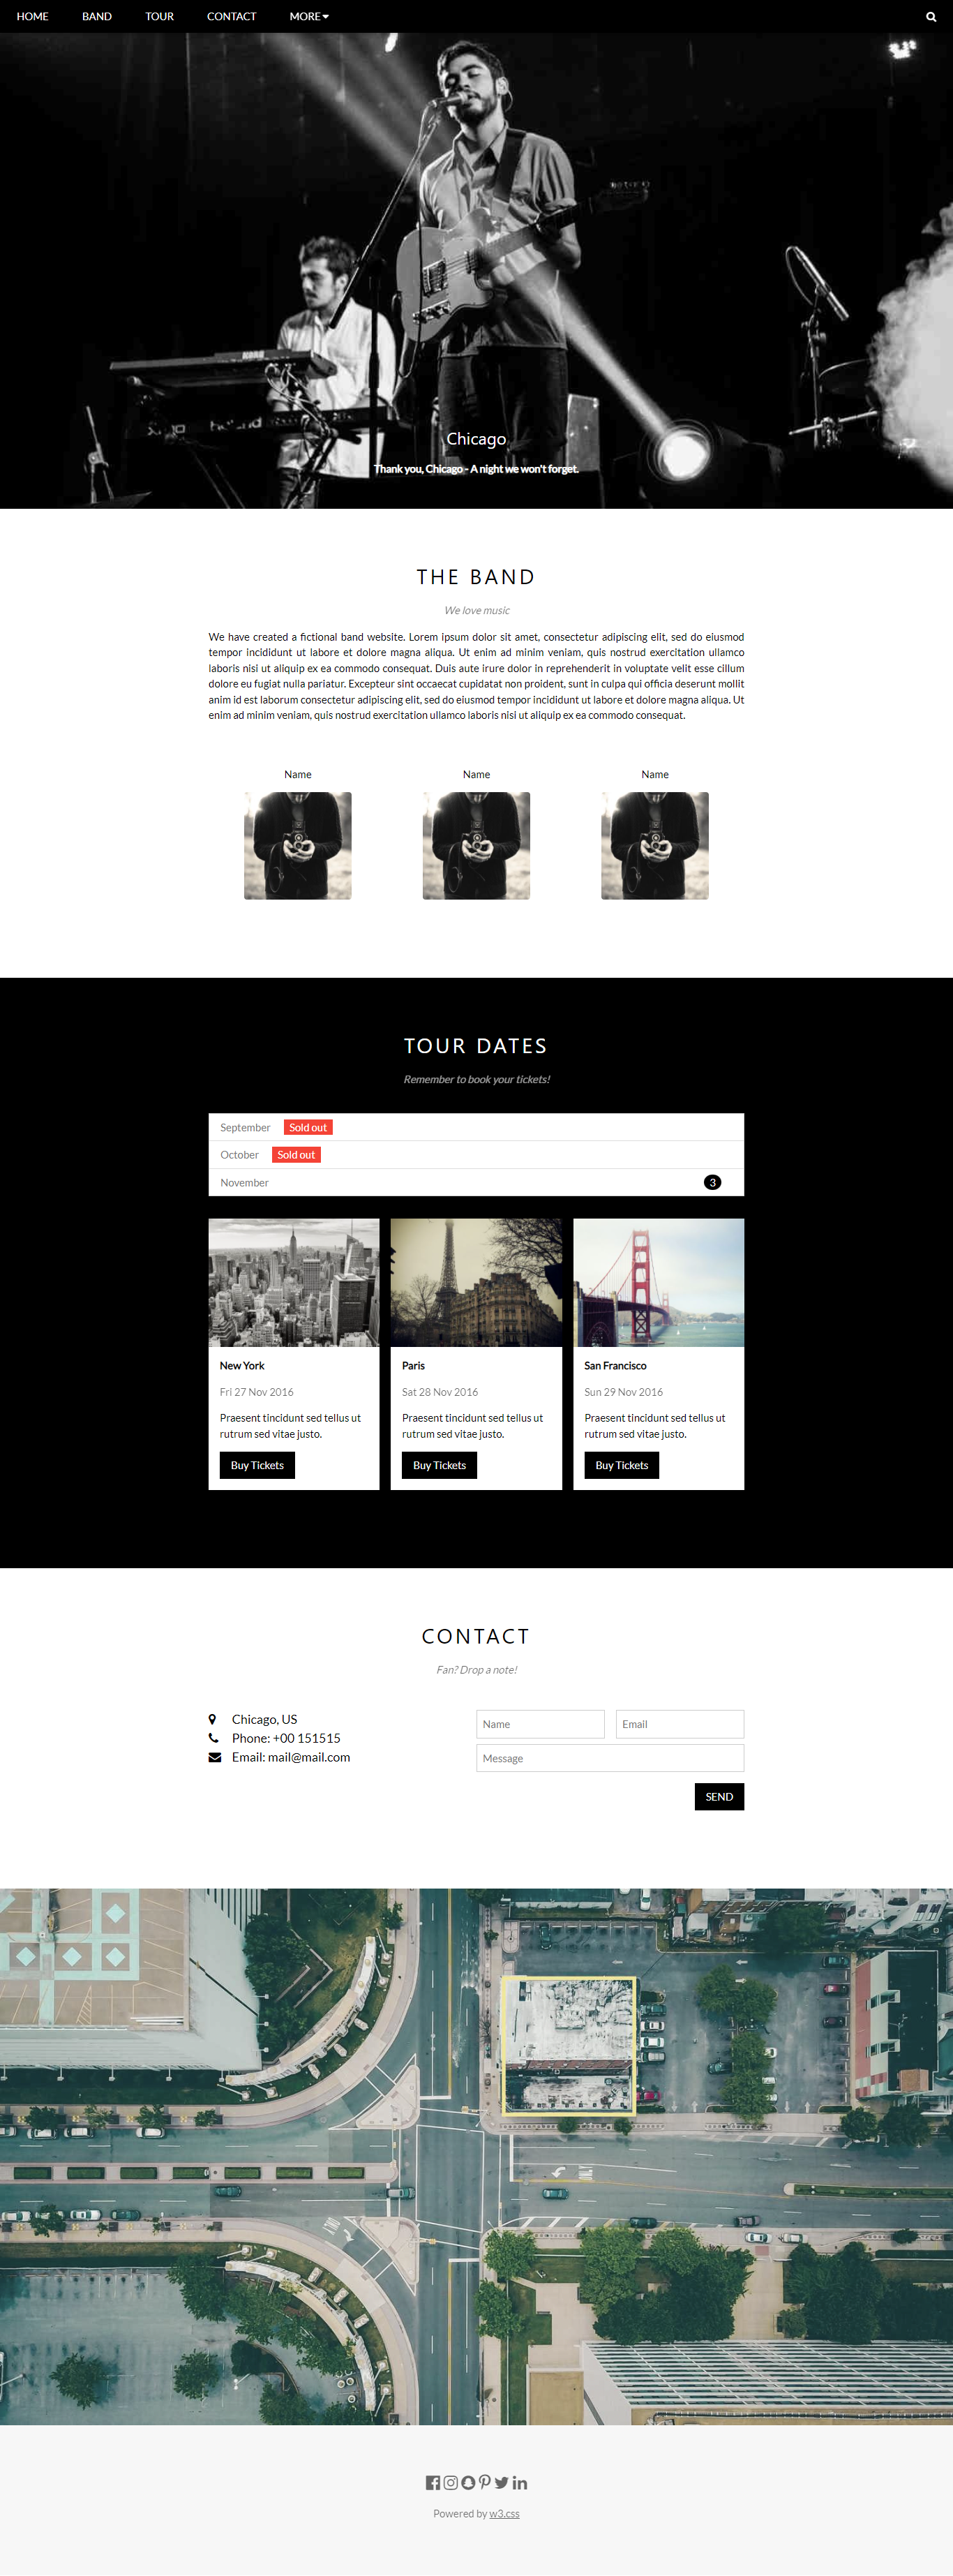 HOME BAND TOUR CONTACT MORE
Chicago
Thank you, Chicago - A night we won't forget.
THE BAND
We love music
We have created a fictional band website. Lorem ipsum dolor sit amet, consectetur adipiscing elit, sed do eiusmod
tempor incididunt ut labore et dolore magna aliqua. Ut enim ad minim veniam, quis nostrud exercitation ullamco
laboris nisi ut aliquip ex ea commodo consequat. Duis aute irure dolor in reprehenderit in voluptate velit esse cillum
dolore eu fugiat nulla pariatur. Excepteur sint occaecat cupidatat non proident, sunt in culpa qui officia deserunt mollit
anim id est laborum consectetur adipiscing elit, sed do eiusmod tempor incididunt ut labore et dolore magna aliqua. Ut
enim ad minim veniam, quis nostrud exercitation ullamco laboris nisi ut aliquip ex ea commodo consequat.
Name Name Name
TOUR DATES
Remember to book your tickets!
September Sold out
October Sold out
November 3
New York
Fri 27 Nov 2016
Praesent tincidunt sed tellus ut
rutrum sed vitae justo.
Buy Tickets
Paris
Sat 28 Nov 2016
Praesent tincidunt sed tellus ut
rutrum sed vitae justo.
Buy Tickets
San Francisco
Sun 29 Nov 2016
Praesent tincidunt sed tellus ut
rutrum sed vitae justo.
Buy Tickets
CONTACT
Fan? Drop a note!
Chicago, US
Phone: +00 151515
Email: mail@mail.com
Name Email
Message
SEND
Powered by w3.css